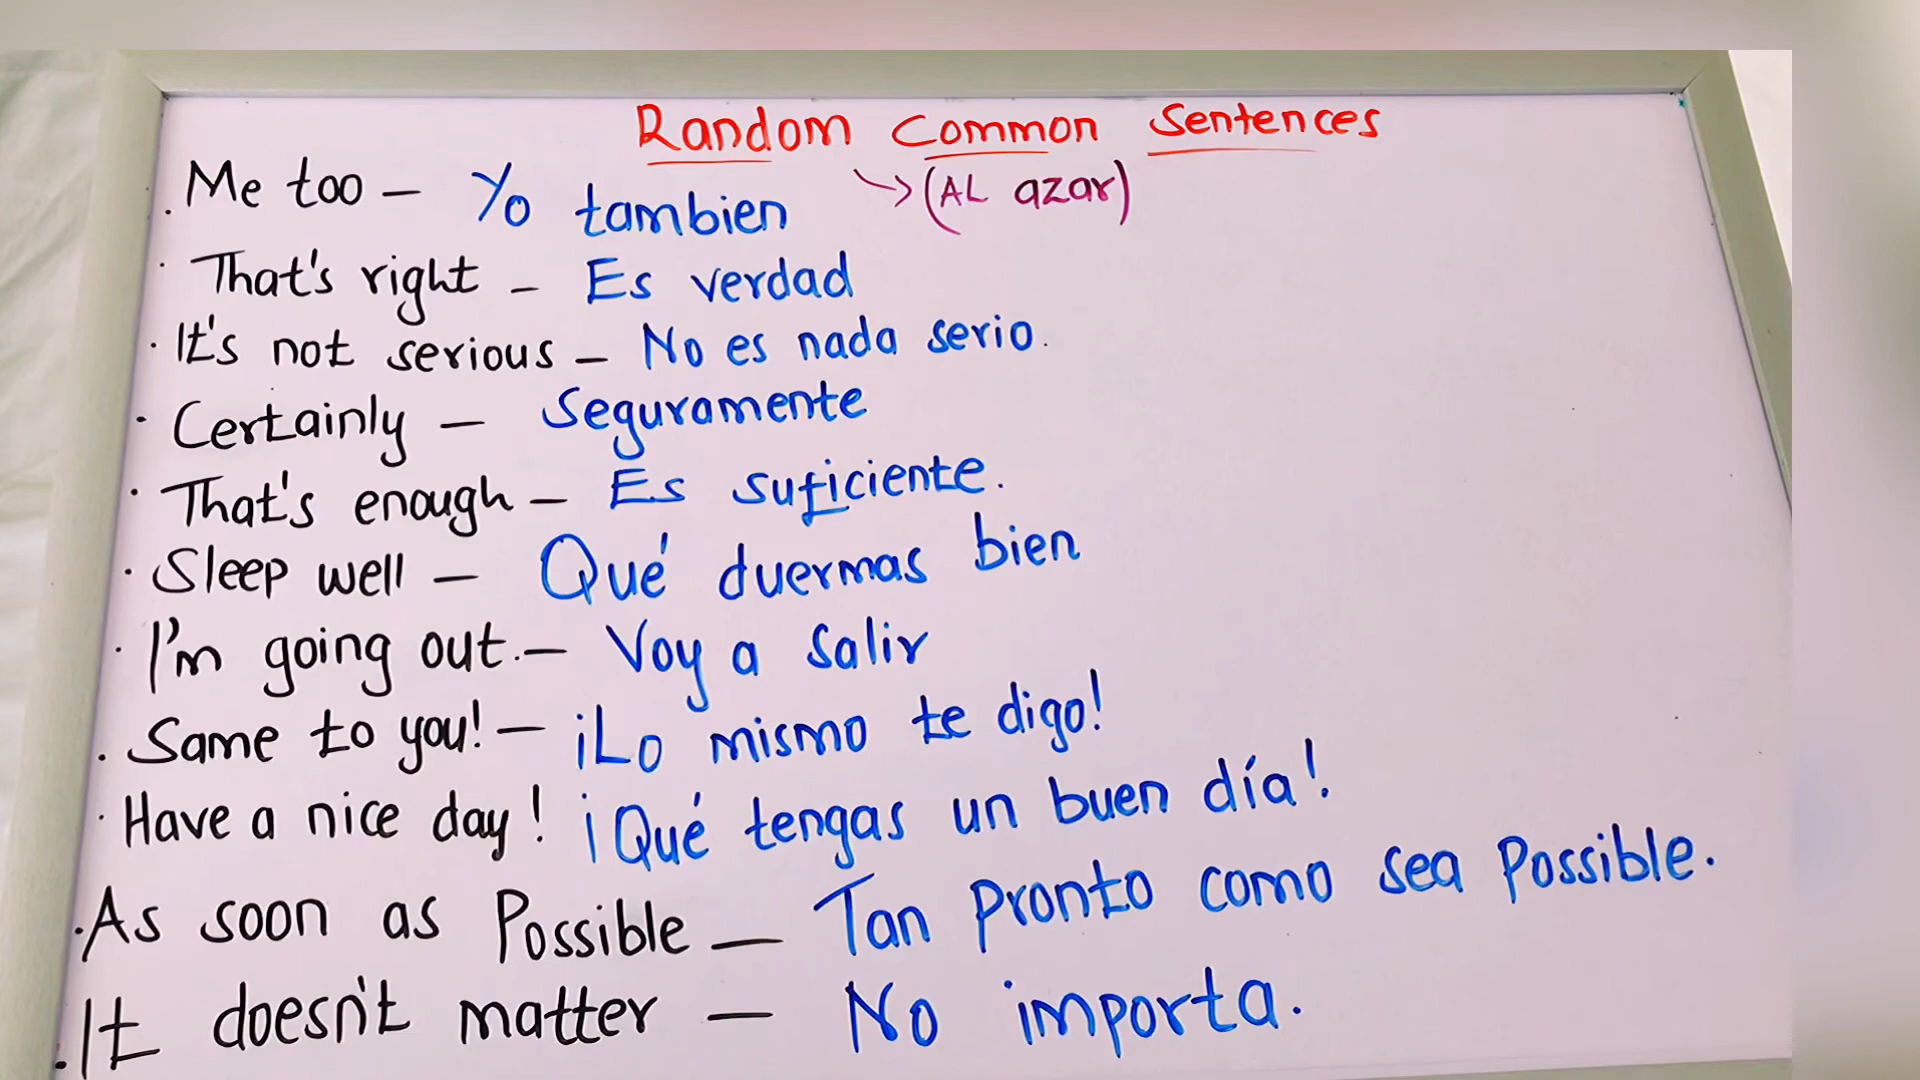 Random Common Sentences
. Me too – Yo tambien → (AL azar)
· That's right – Es verdad
· It's not serious – No es nada serio.
· Certainly – Seguramente
· That's enough – Es suficiente.
· Sleep well – Qué duermas bien
· I'm going out. – Voy a salir
. Same to you! – ¡Lo mismo te digo!
· Have a nice day! ¡Qué tengas un buen día!
· As soon as Possible – Tan pronto como sea Possible.
. It doesn't matter – No importa.